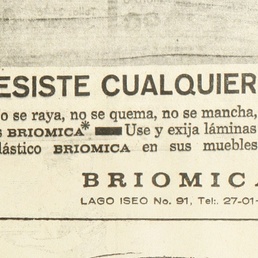 ESISTE CUALQUIER
o se raya, no se quema, no se mancha,
S BRIOMICA* Use y exija láminas
lástico BRIOMICA en sus muebles
BRIOMICA
LAGO ISEO No. 91, Tel:. 27-01-